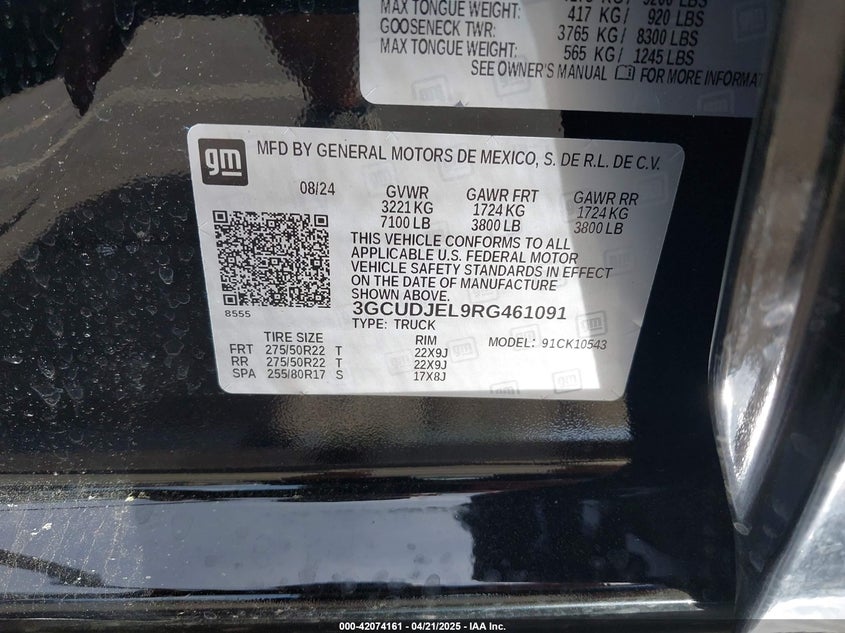 MAX TONGUE WEIGHT: 417 KG/ 920 LBS
GOOSENECK TWR: 3765 KG/ 8300 LBS
MAX TONGUE WEIGHT: 565 KG/ 1245 LBS
SEE OWNER'S MANUAL FOR MORE INFORMAT
gm MFD BY GENERAL MOTORS DE MEXICO, S. DE R.L. DE C.V.
08/24 GVWR GAWR FRT GAWR RR
3221 KG 1724 KG 1724 KG
7100 LB 3800 LB 3800 LB
THIS VEHICLE CONFORMS TO ALL
APPLICABLE U.S. FEDERAL MOTOR
VEHICLE SAFETY STANDARDS IN EFFECT
ON THE DATE OF MANUFACTURE
SHOWN ABOVE.
8555 3GCUDJEL9RG461091
TYPE: TRUCK
TIRE SIZE RIM MODEL: 91CK10543
FRT 275/50R22 T 22X9J
RR 275/50R22 T 22X9J
SPA 255/80R17 S 17X8J
000-42074161 - 04/21/2025 - IAA Inc.